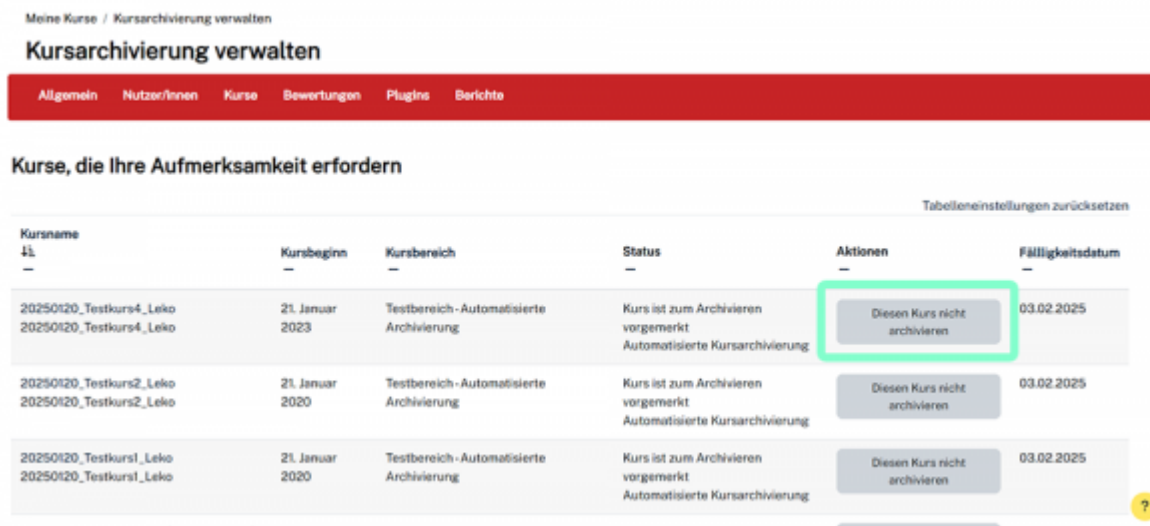 Meine Kurse / Kursarchivierung verwalten
Kursarchivierung verwalten
Allgemein Nutzer/innen Kurse Bewertungen Plugins Berichte
Kurse, die Ihre Aufmerksamkeit erfordern
Tabelleneinstellungen zurücksetzen
Kursname
Kursbeginn Kursbereich Status Aktionen Fällligkeitsdatum
20250120_Testkurs4_Leko 21. Januar Testbereich-Automatisierte Kurs ist zum Archivieren Diesen Kurs nicht 03.02.2025
20250120_Testkurs4_Leko 2023 Archivierung vorgemerkt archivieren
Automatisierte Kursarchivierung
20250120_Testkurs2_Leko 21. Januar Testbereich-Automatisierte Kurs ist zum Archivieren Diesen Kurs nicht 03.02.2025
20250120_Testkurs2_Leko 2020 Archivierung vorgemerkt archivieren
Automatisierte Kursarchivierung
20250120_Testkurs1_Leko 21. Januar Testbereich-Automatisierte Kurs ist zum Archivieren Diesen Kurs nicht 03.02.2025
20250120_Testkurs1_Leko 2020 Archivierung vorgemerkt archivieren
Automatisierte Kursarchivierung
?